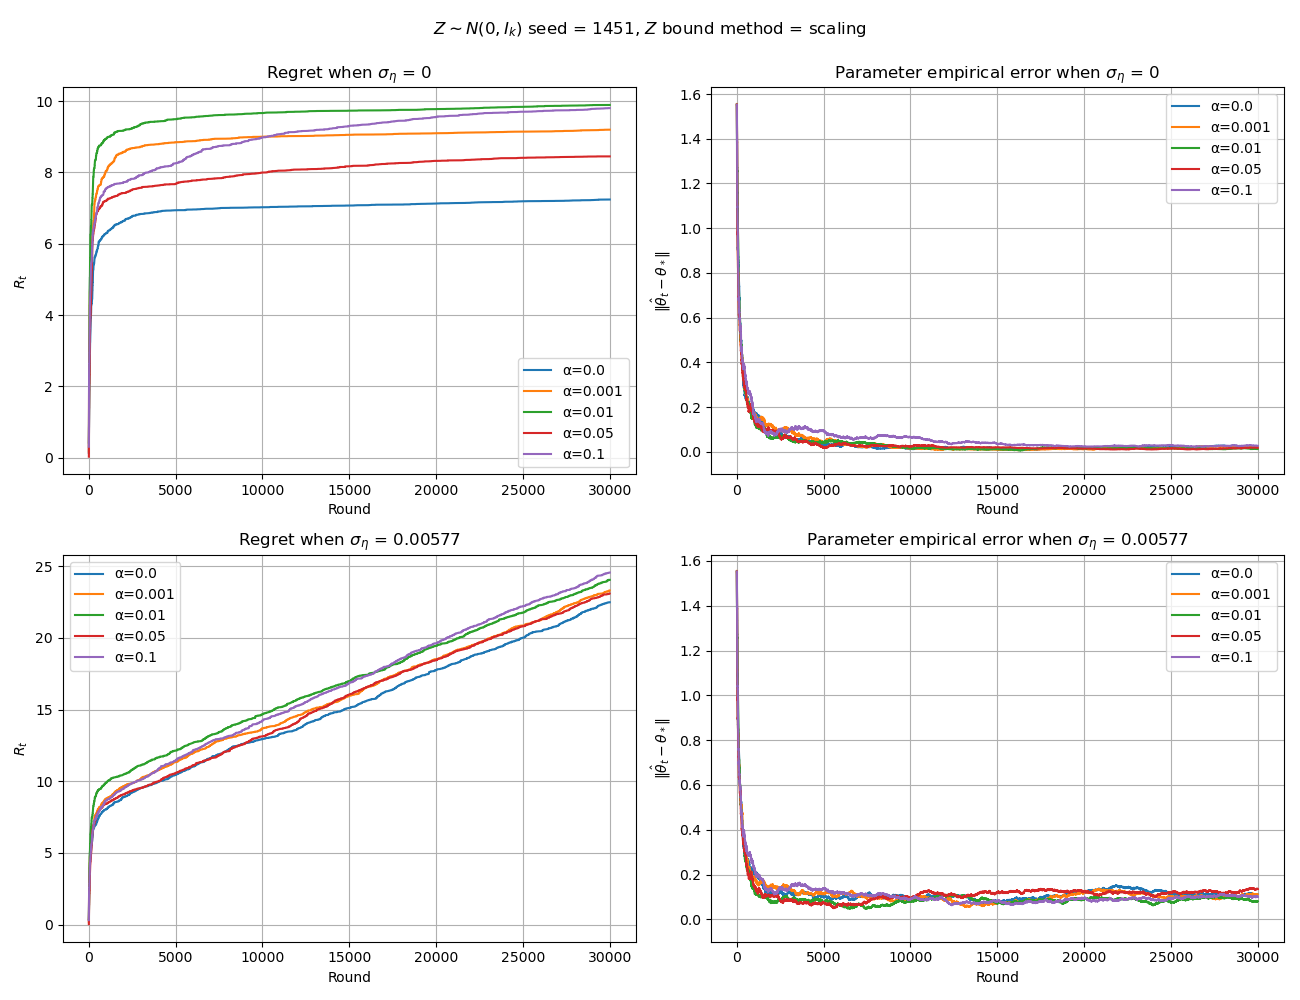 Z ∼ N(0, I_k) seed = 1451, Z bound method = scaling
Regret when σ_η = 0
R_t
10
8
6
4
2
0
α=0.0
α=0.001
α=0.01
α=0.05
α=0.1
0 5000 10000 15000 20000 25000 30000
Round
Parameter empirical error when σ_η = 0
‖θ̂_t − θ_*‖
1.6
1.4
1.2
1.0
0.8
0.6
0.4
0.2
0.0
α=0.0
α=0.001
α=0.01
α=0.05
α=0.1
0 5000 10000 15000 20000 25000 30000
Round
Regret when σ_η = 0.00577
R_t
25
20
15
10
5
0
α=0.0
α=0.001
α=0.01
α=0.05
α=0.1
0 5000 10000 15000 20000 25000 30000
Round
Parameter empirical error when σ_η = 0.00577
‖θ̂_t − θ_*‖
1.6
1.4
1.2
1.0
0.8
0.6
0.4
0.2
0.0
α=0.0
α=0.001
α=0.01
α=0.05
α=0.1
0 5000 10000 15000 20000 25000 30000
Round